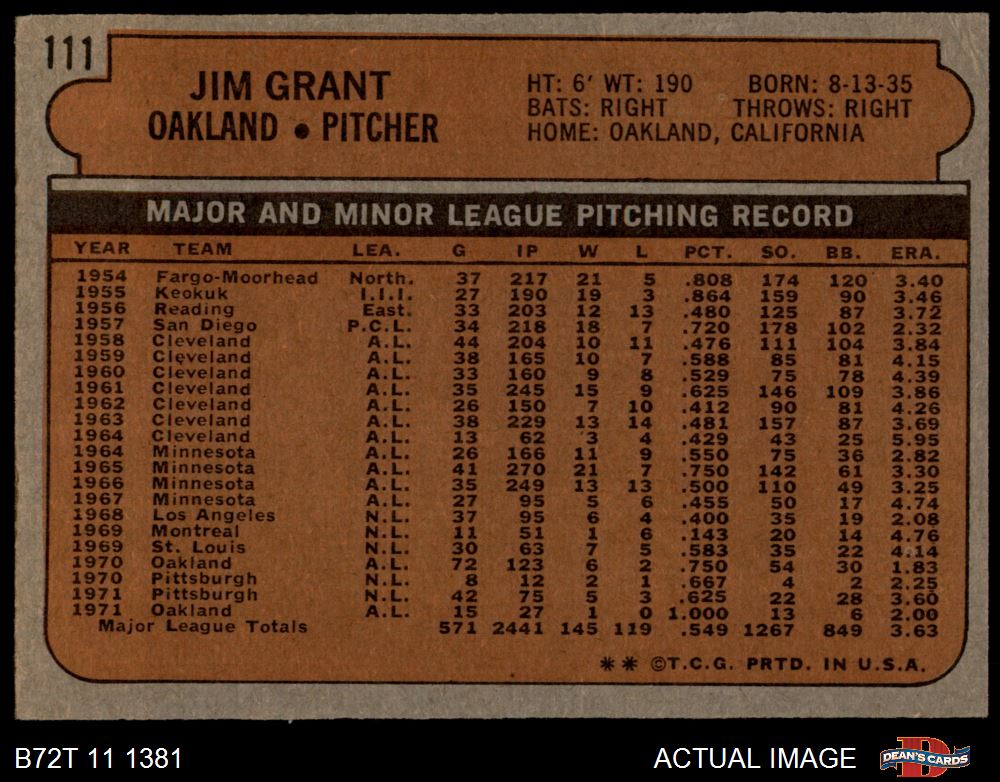 111
JIM GRANT
OAKLAND • PITCHER
HT: 6' WT: 190 BORN: 8-13-35
BATS: RIGHT THROWS: RIGHT
HOME: OAKLAND, CALIFORNIA
MAJOR AND MINOR LEAGUE PITCHING RECORD
YEAR TEAM LEA. G IP W L PCT. SO. BB. ERA.
1954 Fargo-Moorhead North. 37 217 21 5 .808 174 120 3.40
1955 Keokuk I.I.I. 27 190 19 3 .864 159 90 3.46
1956 Reading East. 33 203 12 13 .480 125 87 3.72
1957 San Diego P.C.L. 34 218 18 7 .720 178 102 2.32
1958 Cleveland A.L. 44 204 10 11 .476 111 104 3.84
1959 Cleveland A.L. 38 165 10 7 .588 85 81 4.15
1960 Cleveland A.L. 33 160 9 8 .529 75 78 4.39
1961 Cleveland A.L. 35 245 15 9 .625 146 109 3.86
1962 Cleveland A.L. 26 150 7 10 .412 90 81 4.26
1963 Cleveland A.L. 38 229 13 14 .481 157 87 3.69
1964 Cleveland A.L. 13 62 3 4 .429 43 25 5.95
1964 Minnesota A.L. 26 166 11 9 .550 75 36 2.82
1965 Minnesota A.L. 41 270 21 7 .750 142 61 3.30
1966 Minnesota A.L. 35 249 13 13 .500 110 49 3.25
1967 Minnesota A.L. 27 95 5 6 .455 50 17 4.74
1968 Los Angeles N.L. 37 95 6 4 .400 35 19 2.08
1969 Montreal N.L. 11 51 1 6 .143 20 14 4.76
1969 St. Louis N.L. 30 63 7 5 .583 35 22 4.14
1970 Oakland A.L. 72 123 6 2 .750 54 30 1.83
1970 Pittsburgh N.L. 8 12 2 1 .667 4 2 2.25
1971 Pittsburgh N.L. 42 75 5 3 .625 22 28 3.60
1971 Oakland A.L. 15 27 1 0 1.000 13 6 2.00
Major League Totals 571 2441 145 119 .549 1267 849 3.63
** ©T.C.G. PRTD. IN U.S.A.
B72T 11 1381 ACTUAL IMAGE DEAN'S CARDS